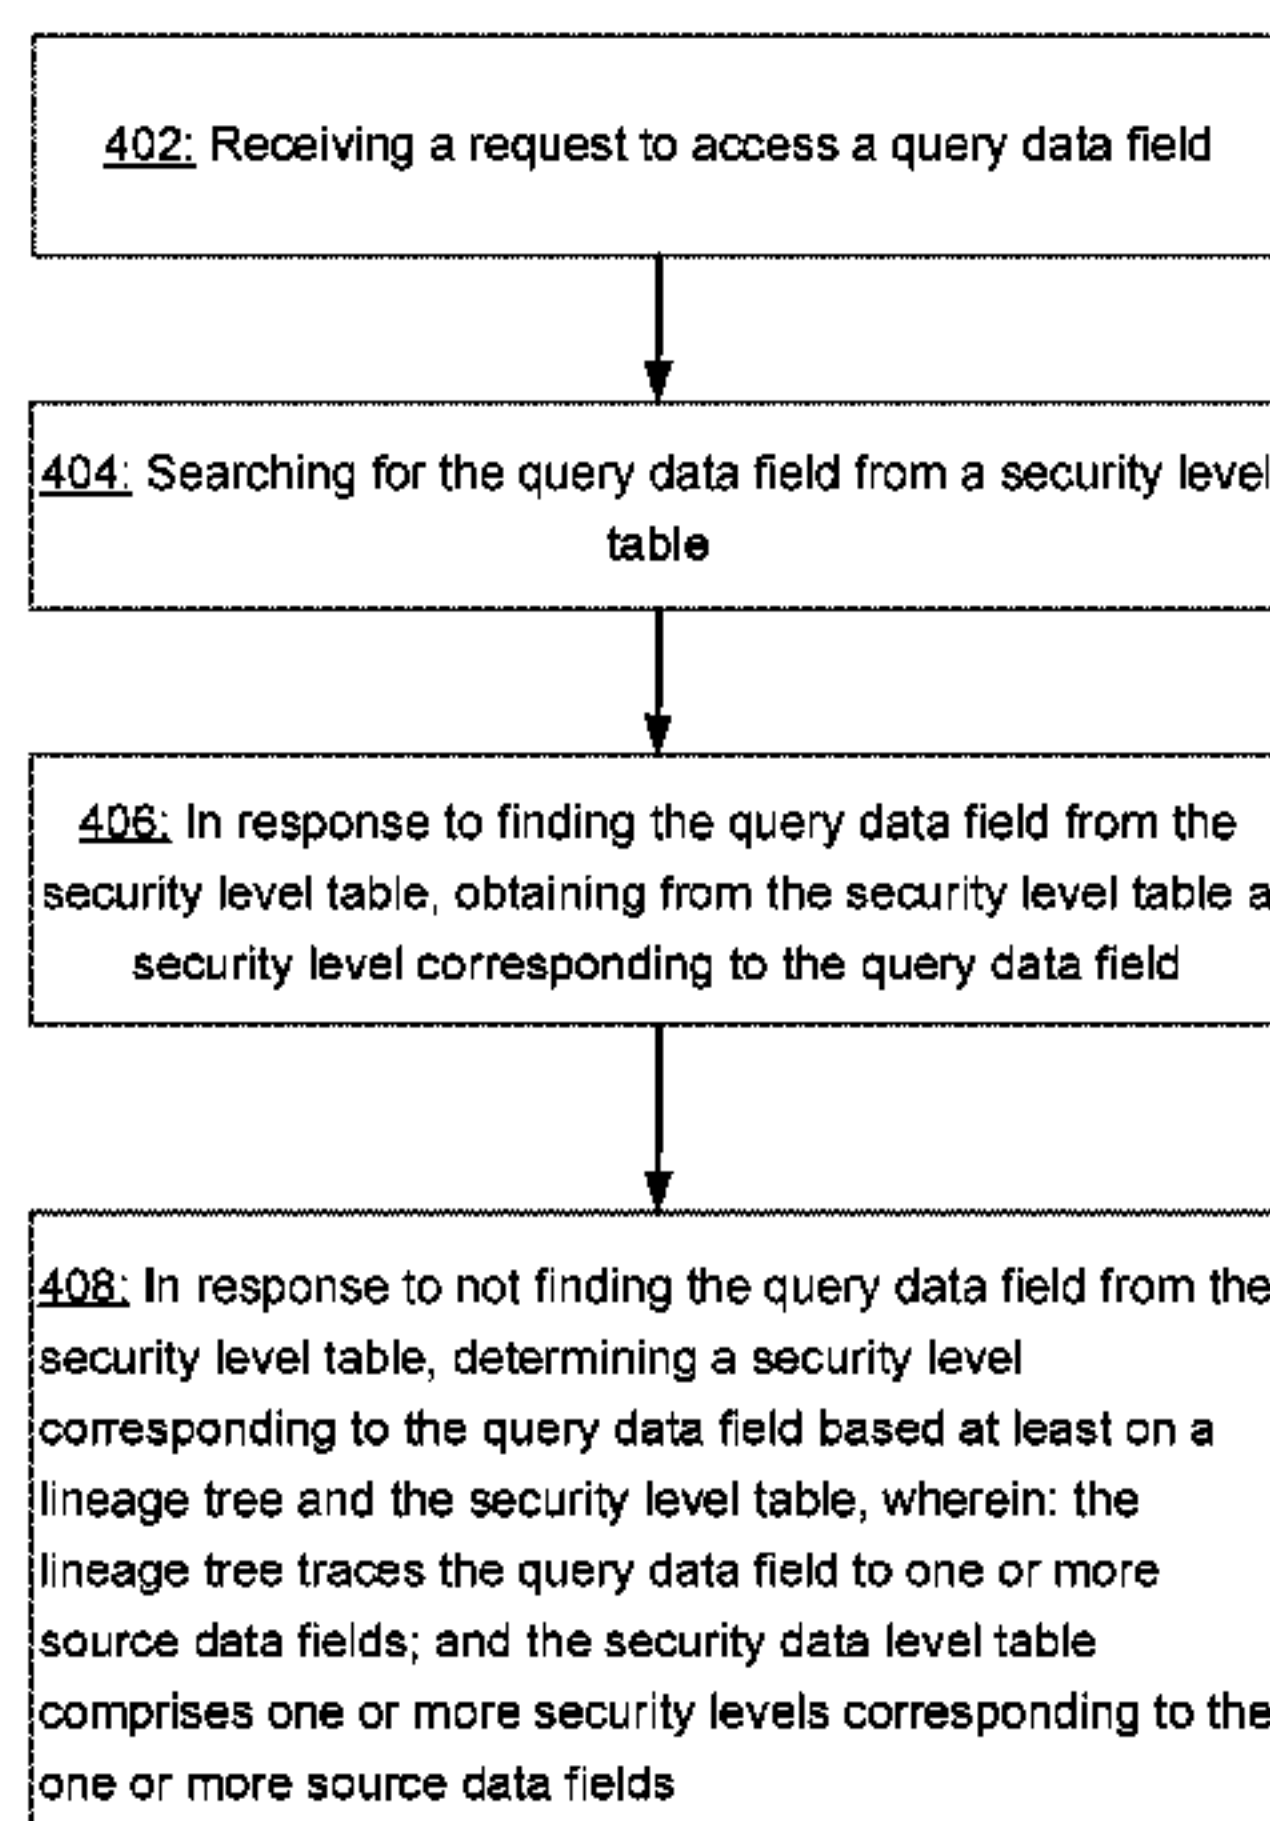 402: Receiving a request to access a query data field
404: Searching for the query data field from a security level
table
406: In response to finding the query data field from the
security level table, obtaining from the security level table a
security level corresponding to the query data field
408: In response to not finding the query data field from the
security level table, determining a security level
corresponding to the query data field based at least on a
lineage tree and the security level table, wherein: the
lineage tree traces the query data field to one or more
source data fields; and the security data level table
comprises one or more security levels corresponding to the
one or more source data fields